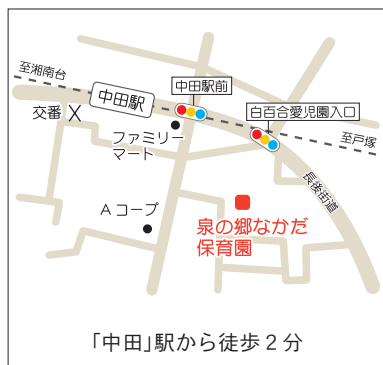 至湘南台
中田駅前
中田駅
白百合愛児園入口
交番
ファミリー
マート
至戸塚
長後街道
Aコープ
泉の郷なかだ
保育園
「中田」駅から徒歩2分